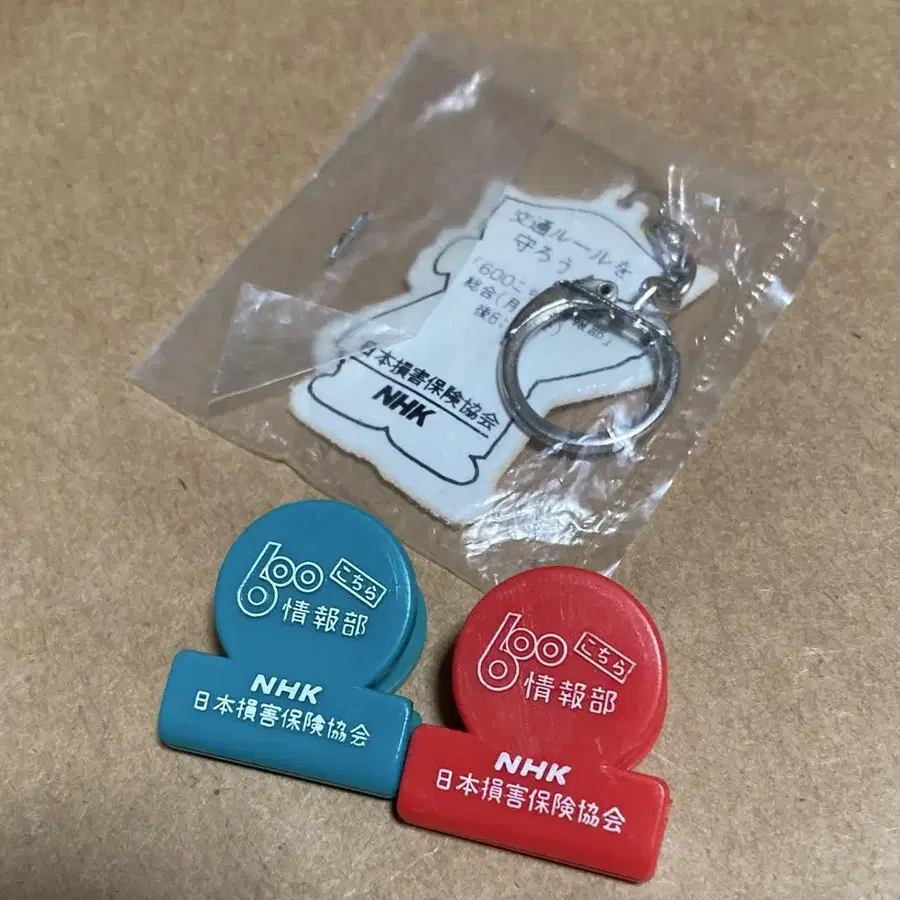 交通ルールを
守ろう
「600こ
総合(月
報部」
後6:
日本損害保険協会
NHK
600 こちら
情報部
NHK
日本損害保険協会
600 こちら
情報部
NHK
日本損害保険協会